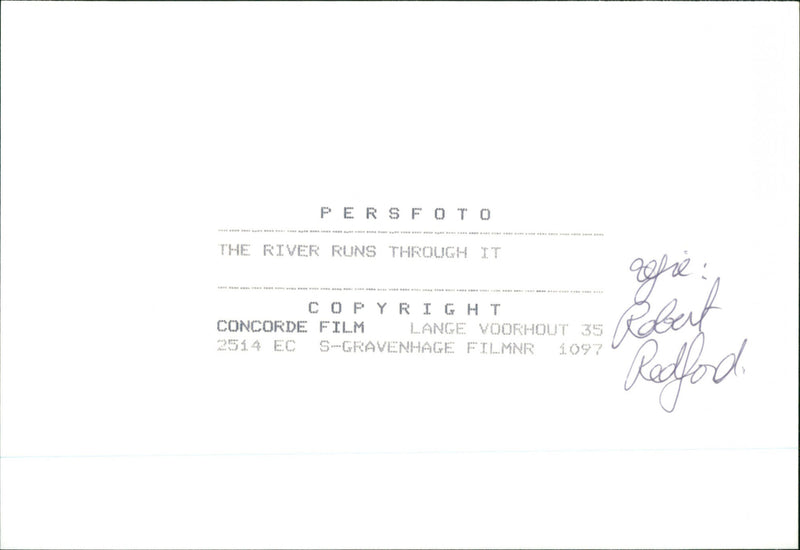 PERSFOTO
THE RIVER RUNS THROUGH IT
COPYRIGHT
CONCORDE FILM LANGE VOORHOUT 35
2514 EC S-GRAVENHAGE FILMNR 1097
regie:
Robert
Redford.